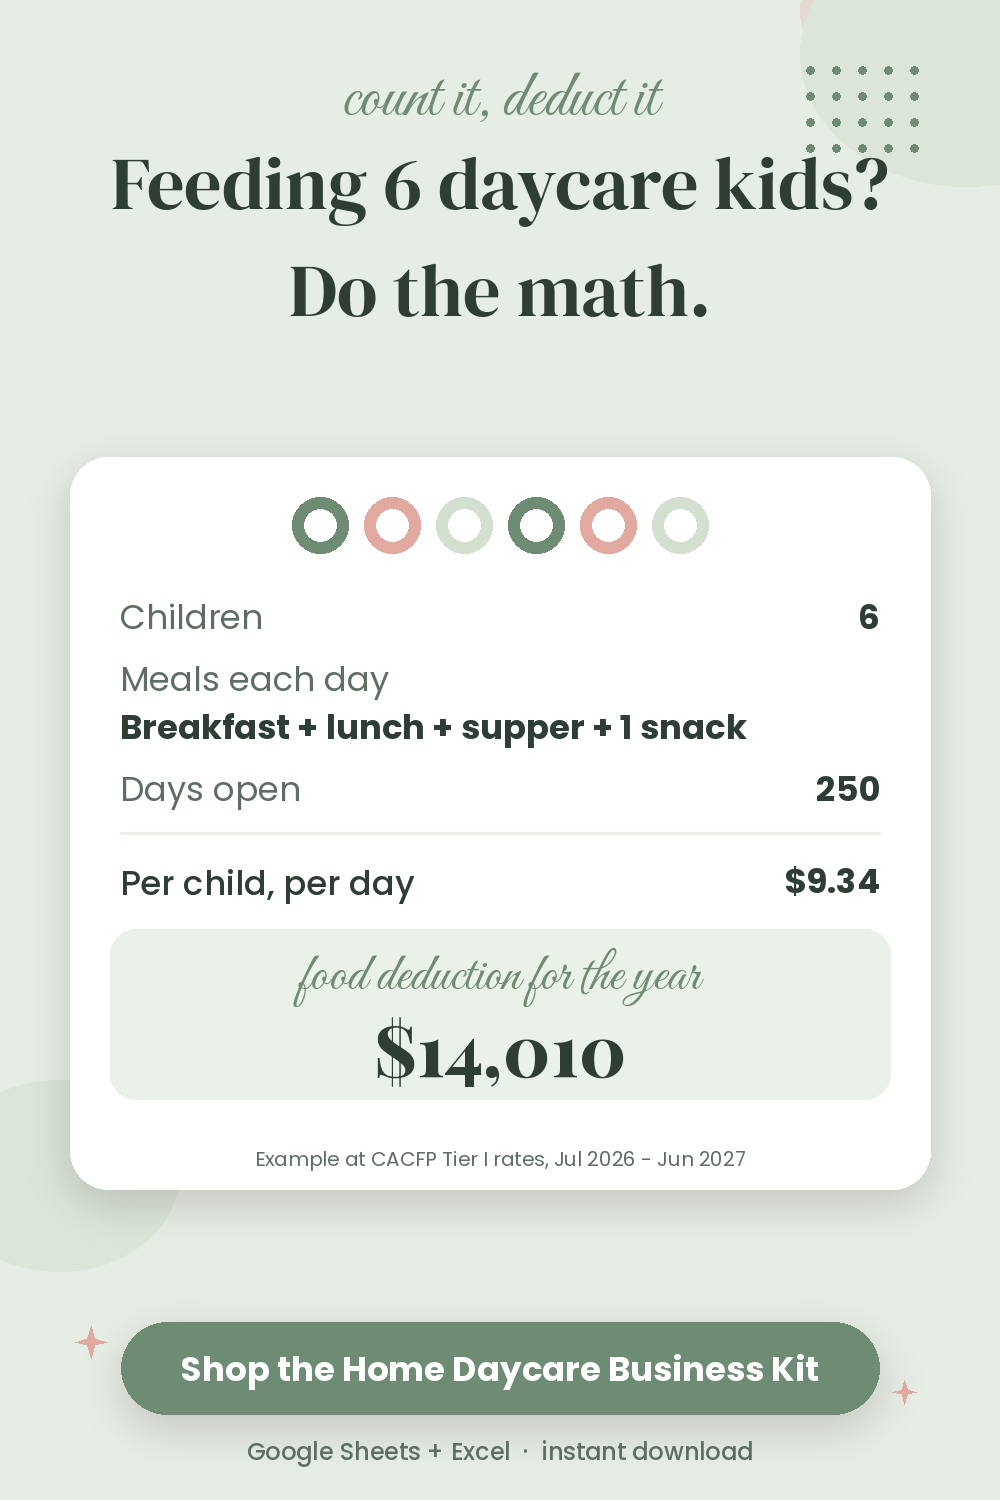 count it, deduct it
Feeding 6 daycare kids?
Do the math.
Children 6
Meals each day
Breakfast + lunch + supper + 1 snack
Days open 250
Per child, per day $9.34
food deduction for the year
$14,010
Example at CACFP Tier I rates, Jul 2026 - Jun 2027
Shop the Home Daycare Business Kit
Google Sheets + Excel · instant download